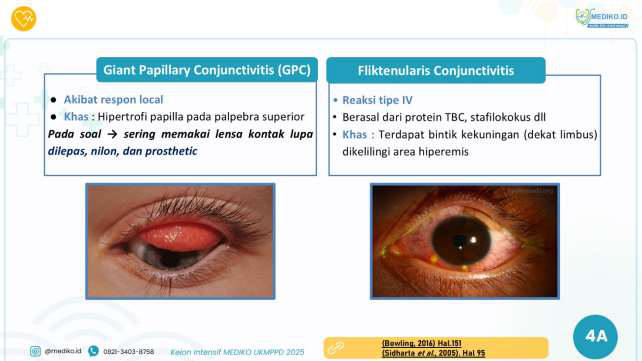 MEDIKO.ID
Giant Papillary Conjunctivitis (GPC)
● Akibat respon local
● Khas : Hipertrofi papilla pada palpebra superior
Pada soal → sering memakai lensa kontak lupa
dilepas, nilon, dan prosthetic
Fliktenularis Conjunctivitis
• Reaksi tipe IV
• Berasal dari protein TBC, stafilokokus dll
• Khas : Terdapat bintik kekuningan (dekat limbus)
dikelilingi area hiperemis
@mediko.id
0821-3403-8758
Kelon Intensif MEDIKO UKMPPD 2025
(Bowling, 2016) Hal.151
(Sidharta et al., 2005). Hal 95
4A